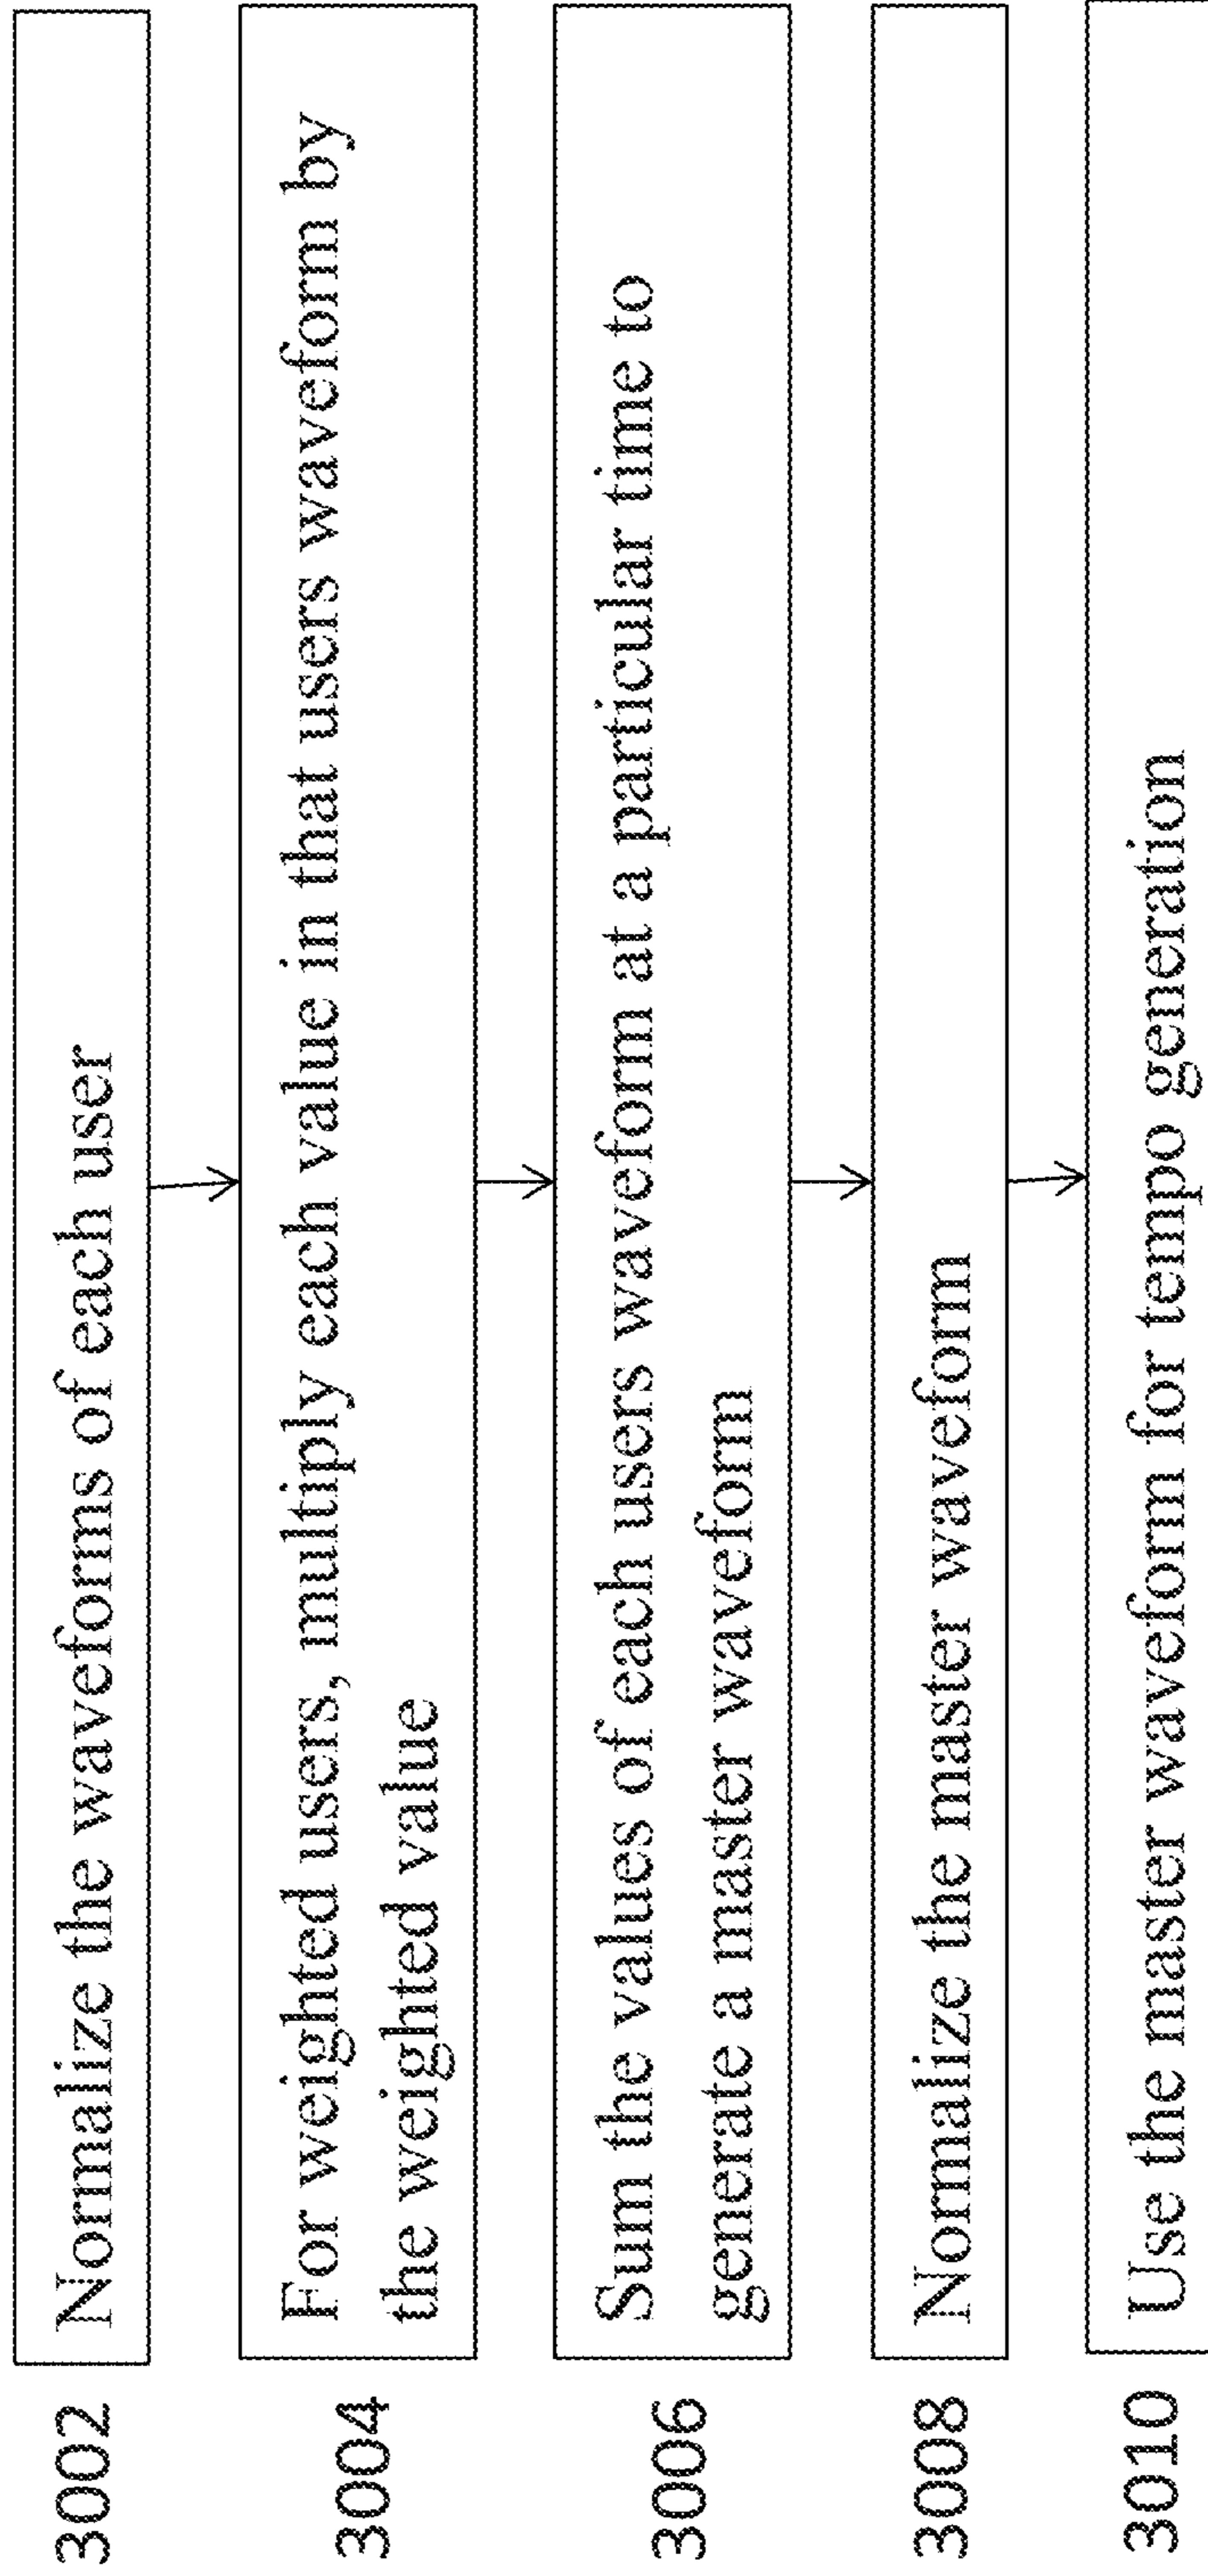 3002 Normalize the waveforms of each user
3004 For weighted users, multiply each value in that users waveform by
the weighted value
3006 Sum the values of each users waveform at a particular time to
generate a master waveform
3008 Normalize the master waveform
3010 Use the master waveform for tempo generation